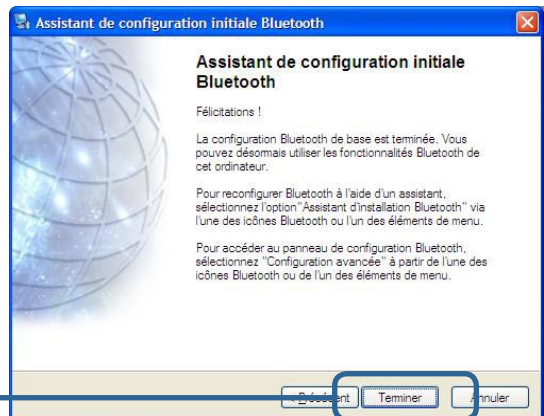 Assistant de configuration initiale Bluetooth
Assistant de configuration initiale
Bluetooth
Félicitations !
La configuration Bluetooth de base est terminée. Vous
pouvez désormais utiliser les fonctionnalités Bluetooth de
cet ordinateur.
Pour reconfigurer Bluetooth à l'aide d'un assistant,
sélectionnez l'option"Assistant d'installation Bluetooth" via
l'une des icônes Bluetooth ou l'un des éléments de menu.
Pour accéder au panneau de configuration Bluetooth,
sélectionnez "Configuration avancée" à partir de l'une des
icônes Bluetooth ou de l'un des éléments de menu.
< Précédent Terminer Annuler